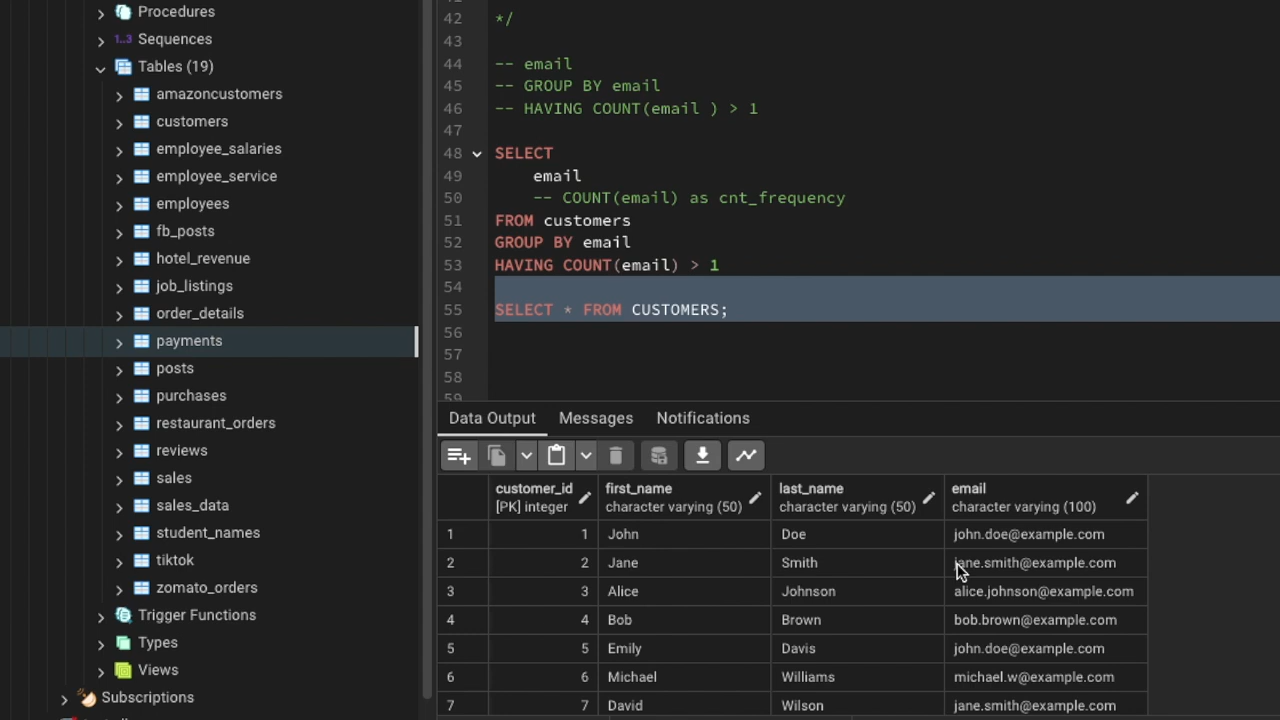 Procedures
1..3 Sequences
Tables (19)
amazoncustomers
customers
employee_salaries
employee_service
employees
fb_posts
hotel_revenue
job_listings
order_details
payments
posts
purchases
restaurant_orders
reviews
sales
sales_data
student_names
tiktok
zomato_orders
Trigger Functions
Types
Views
Subscriptions
42 */
43
44 -- email
45 -- GROUP BY email
46 -- HAVING COUNT(email ) > 1
47
48 SELECT
49 email
50 -- COUNT(email) as cnt_frequency
51 FROM customers
52 GROUP BY email
53 HAVING COUNT(email) > 1
54
55 SELECT * FROM CUSTOMERS;
56
57
58
59
Data Output Messages Notifications
customer_id first_name last_name email
[PK] integer character varying (50) character varying (50) character varying (100)
1 1 John Doe john.doe@example.com
2 2 Jane Smith jane.smith@example.com
3 3 Alice Johnson alice.johnson@example.com
4 4 Bob Brown bob.brown@example.com
5 5 Emily Davis john.doe@example.com
6 6 Michael Williams michael.w@example.com
7 7 David Wilson jane.smith@example.com